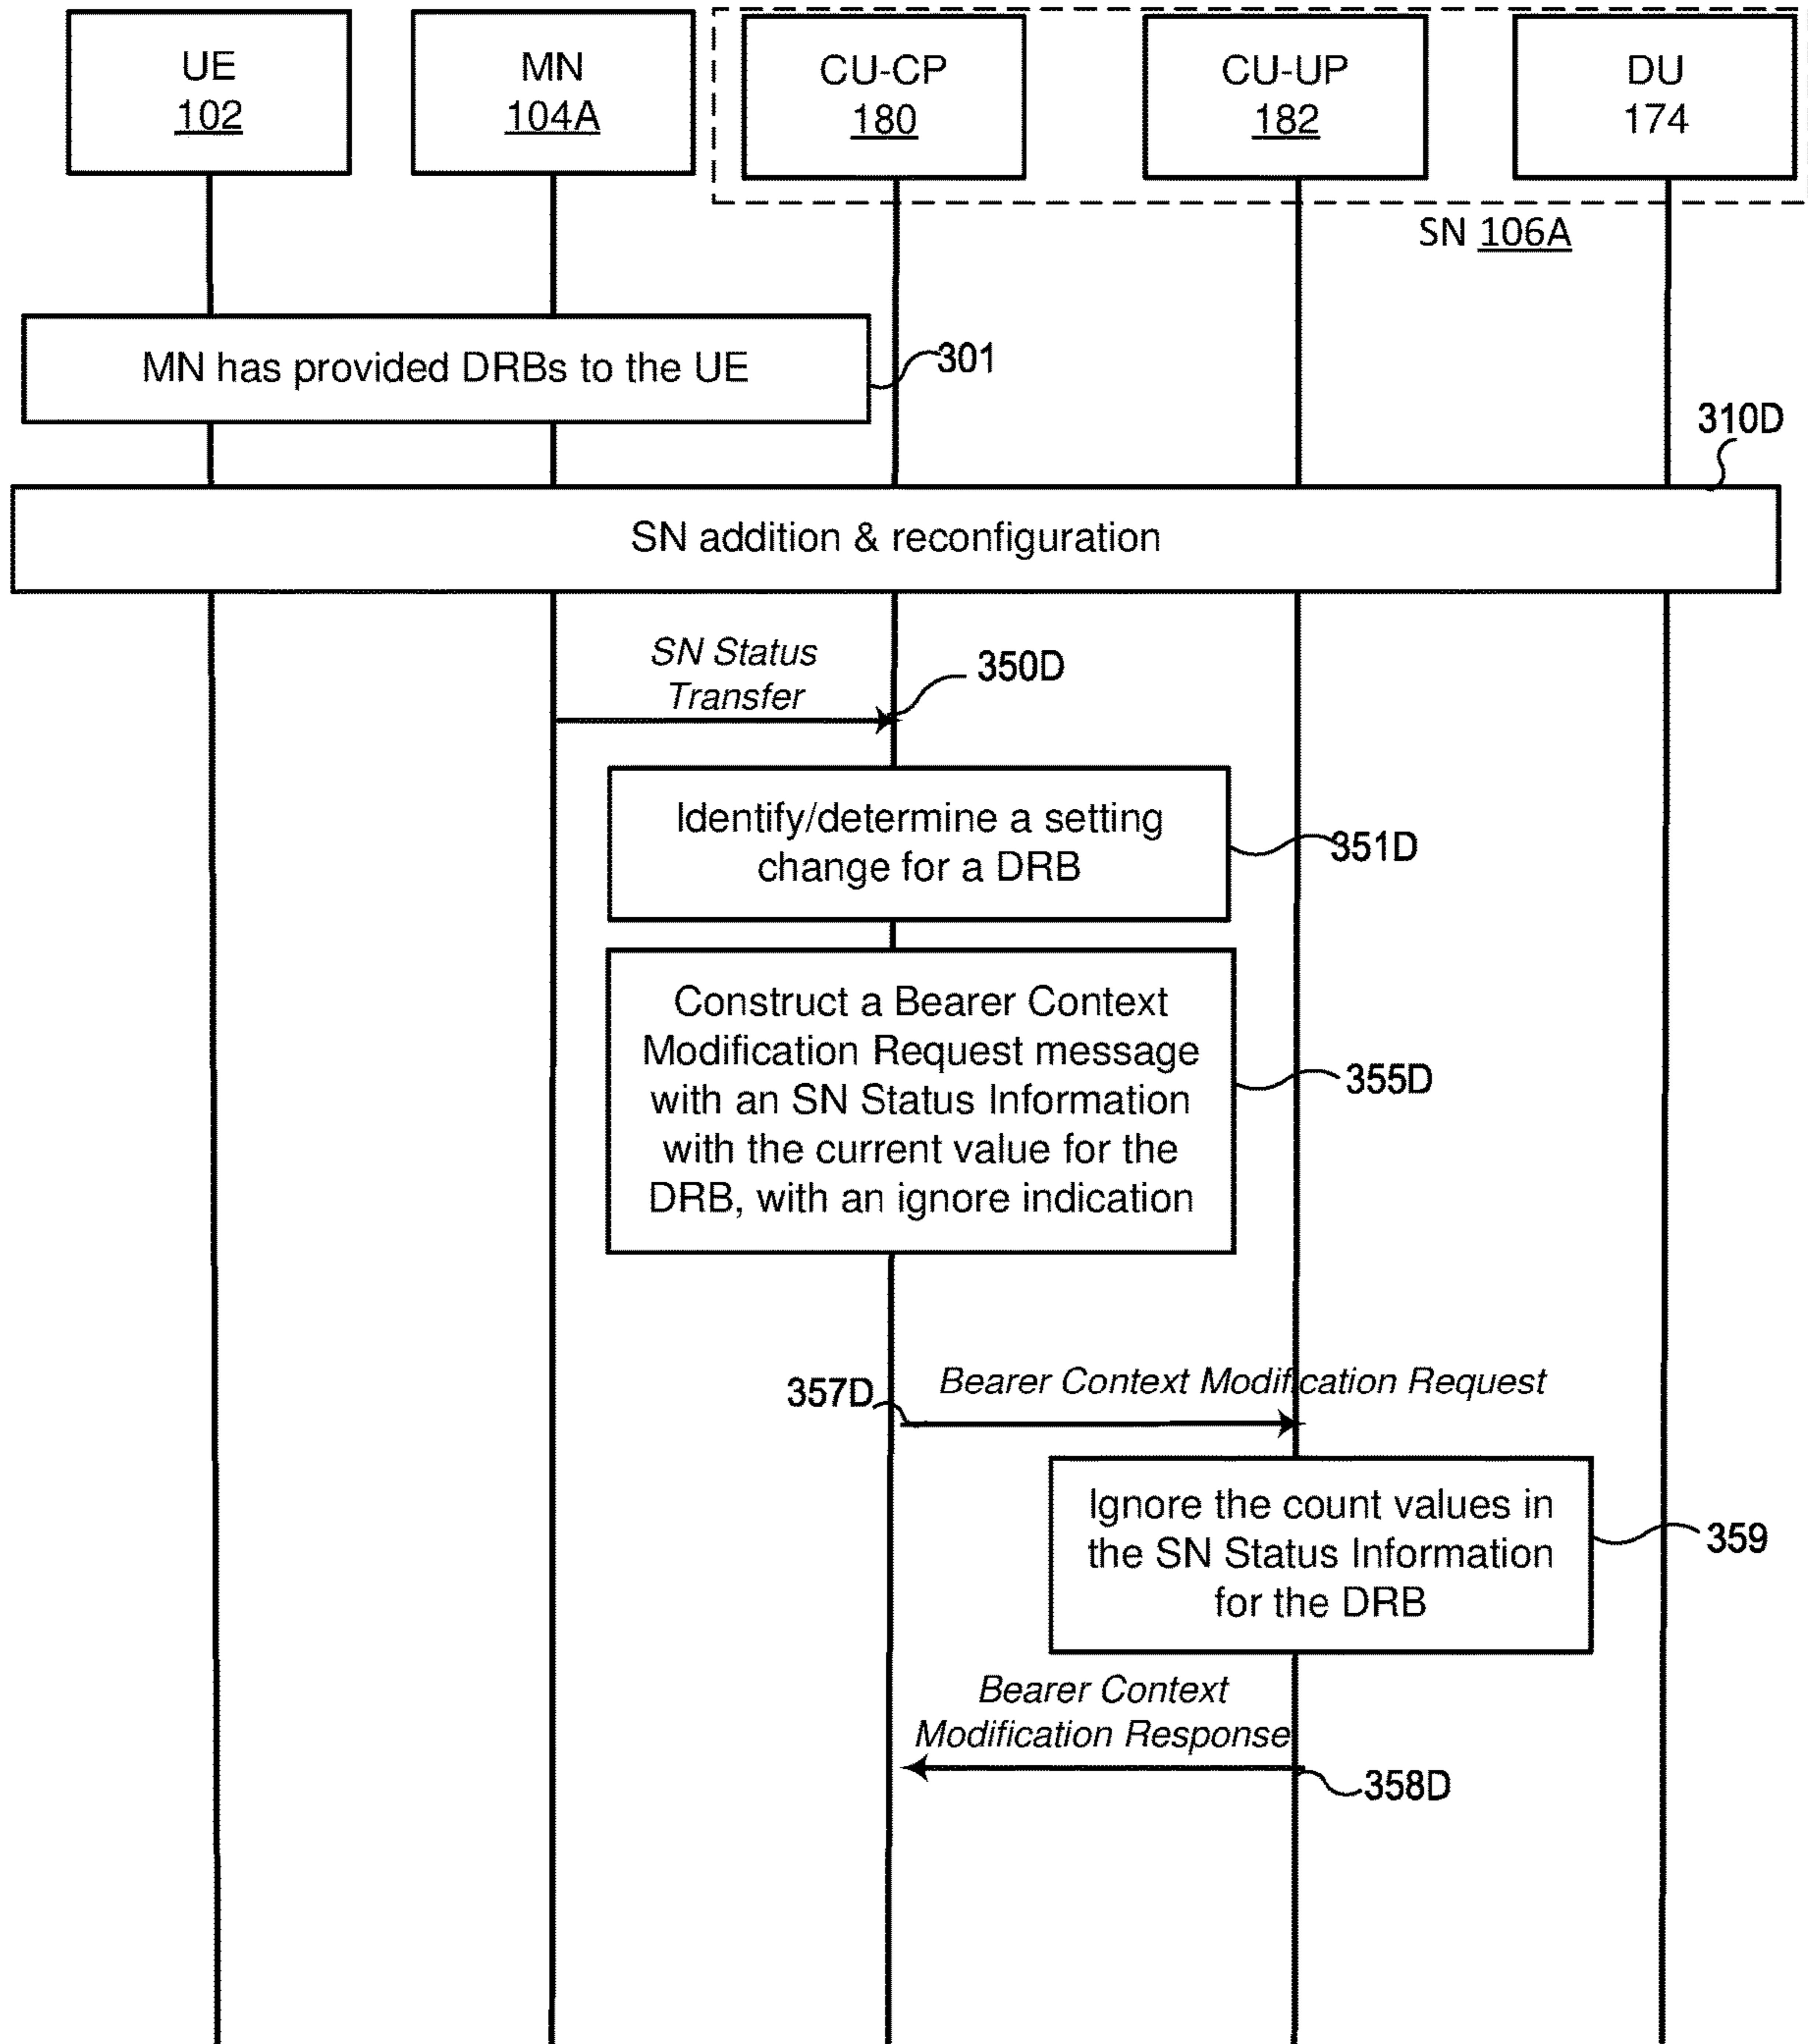 UE
102
MN
104A
CU-CP
180
CU-UP
182
DU
174
SN 106A
MN has provided DRBs to the UE
301
310D
SN addition & reconfiguration
SN Status
Transfer
350D
Identify/determine a setting
change for a DRB
351D
Construct a Bearer Context
Modification Request message
with an SN Status Information
with the current value for the
DRB, with an ignore indication
355D
357D
Bearer Context Modification Request
Ignore the count values in
the SN Status Information
for the DRB
359
Bearer Context
Modification Response
358D